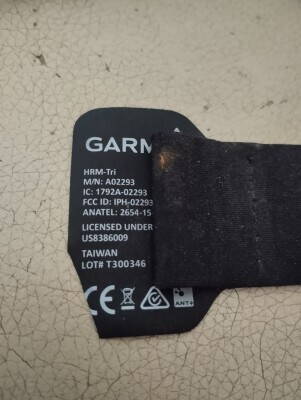 GARM
HRM-Tri
M/N: A02293
IC: 1792A-02293
FCC ID: IPH-02293
ANATEL: 2654-15
LICENSED UNDER
US8386009
TAIWAN
LOT# T300346
CE
ANT+